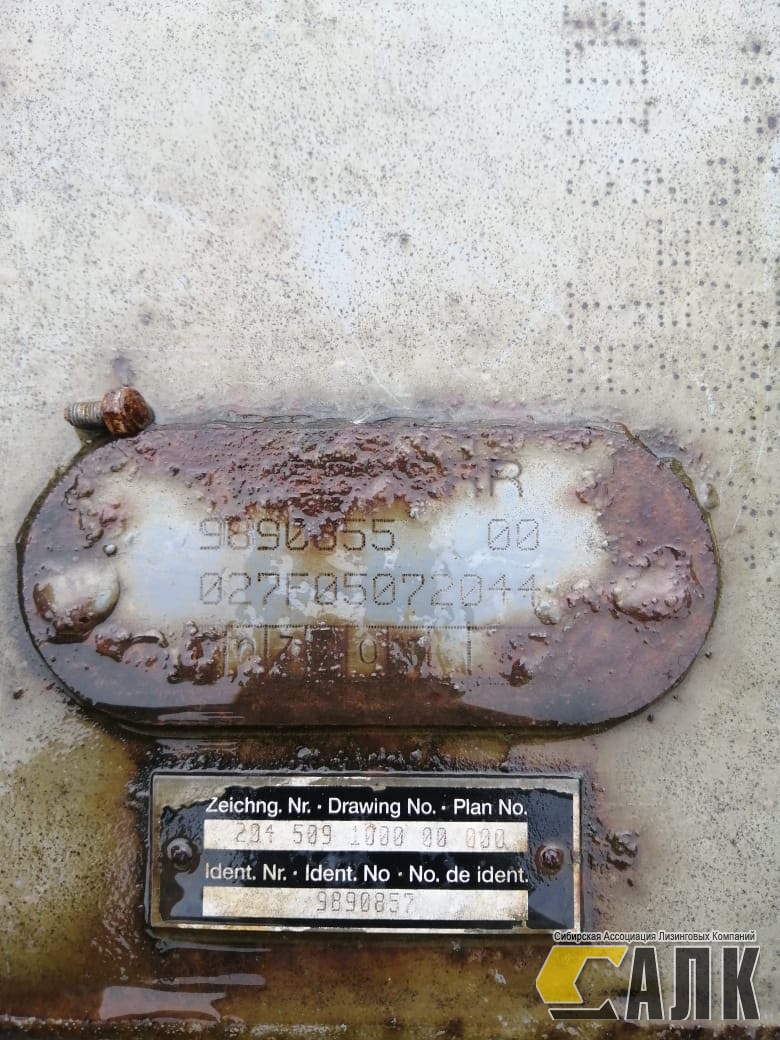 R
9890855 00
027F05072044
Zeichng. Nr. · Drawing No. · Plan No.
204 509 1000 00 000
Ident. Nr. · Ident. No · No. de ident.
9890857
Сибирская Ассоциация Лизинговых Компаний
САЛК